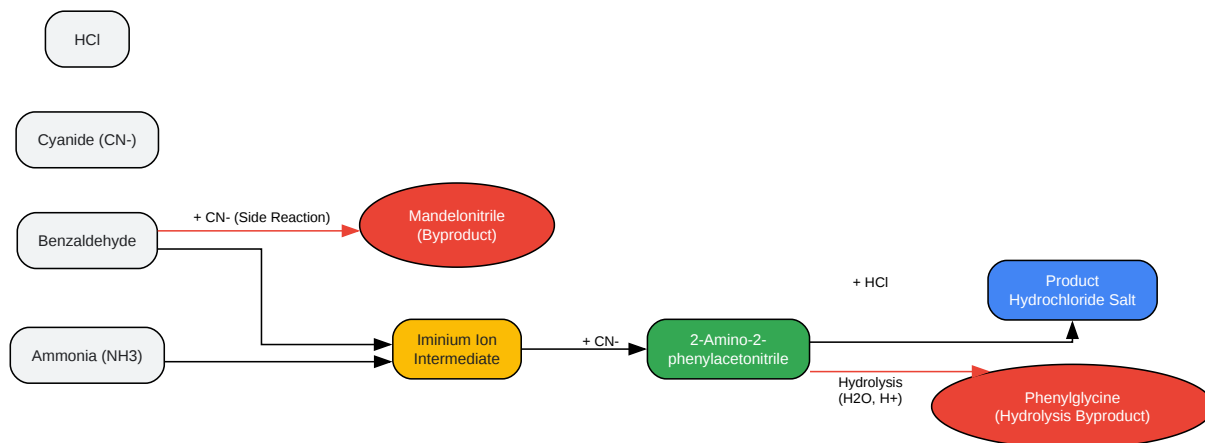 HCl
Cyanide (CN-)
Benzaldehyde
+ CN- (Side Reaction)
Mandelonitrile
(Byproduct)
Ammonia (NH3)
Iminium Ion
Intermediate
+ CN-
2-Amino-2-
phenylacetonitrile
+ HCl
Product
Hydrochloride Salt
Hydrolysis
(H2O, H+)
Phenylglycine
(Hydrolysis Byproduct)